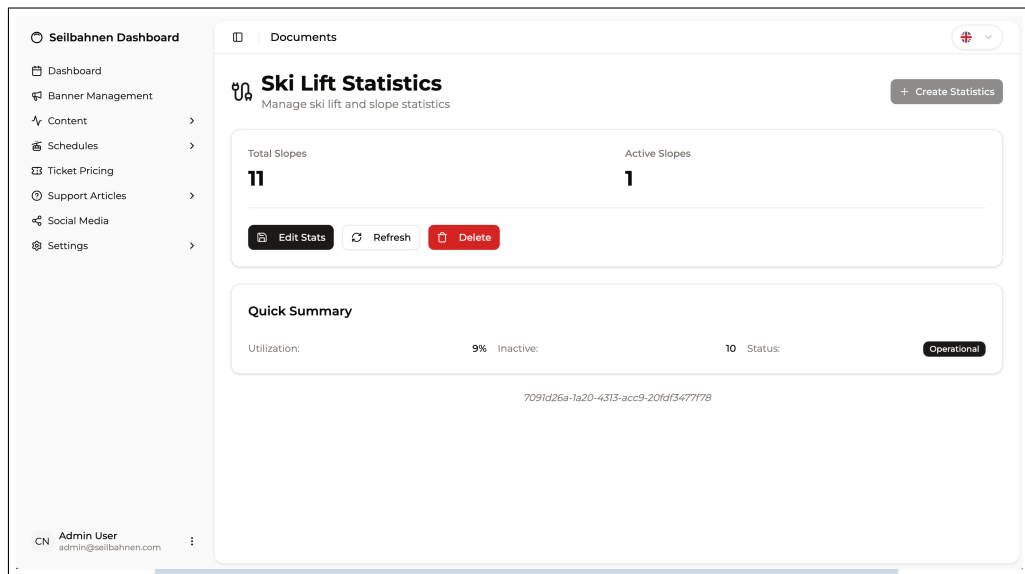 Seilbahnen Dashboard
Dashboard
Banner Management
Content
Schedules
Ticket Pricing
Support Articles
Social Media
Settings
CN
Admin User
admin@seilbahnen.com
Documents
Ski Lift Statistics
Manage ski lift and slope statistics
Create Statistics
Total Slopes
Active Slopes
11
1
Edit Stats
Refresh
Delete
Quick Summary
Utilization: 9% Inactive: 10 Status: Operational
7091d26a-1a20-4313-acc9-20fdf3477f78